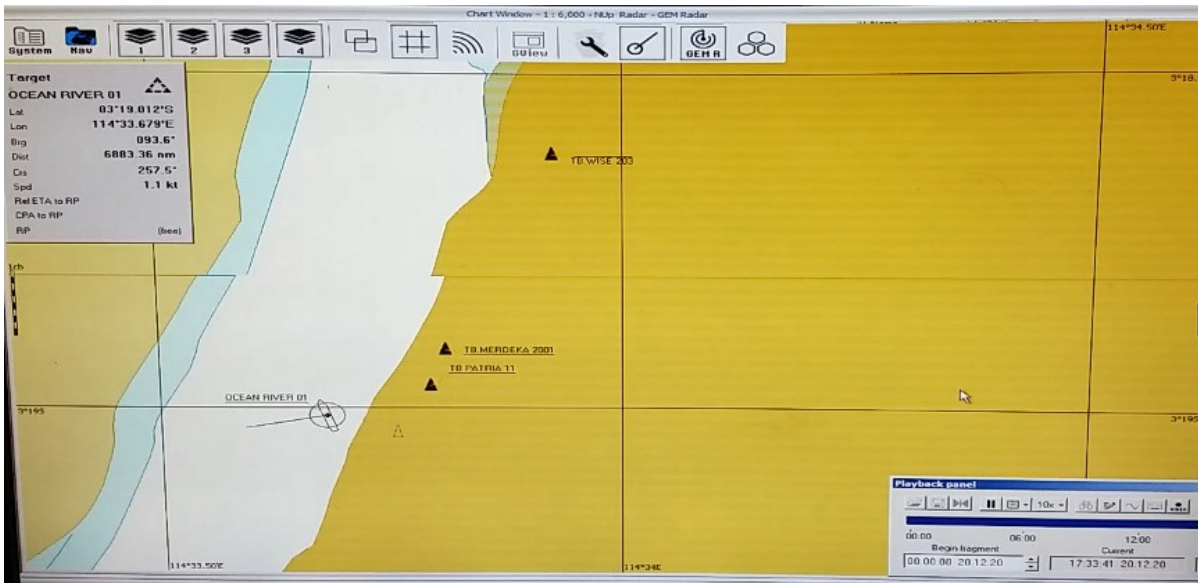 Chart Window - 1 : 6,000 - NUp Radar - GEM Radar
System Nav 1 2 3 4 GView GEM R
114°34.50'E
Target
OCEAN RIVER 01
Lat 03°19.012'S
Lon 114°33.679'E
Brg 093.6°
Dist 6883.36 nm
Crs 257.5°
Spd 1.1 kt
Rel ETA to RP
CPA to RP
RP (free)
3°18.
TB.WISE 203
1cb
TB.MERDEKA 2001
TB.PATRIA 11
OCEAN RIVER 01
3°19S
3°19S
Playback panel
10x
00:00 06:00 12:00
Begin fragment Current
00:00:00 20.12.20 17:33:41 20.12.20
114°33.50'E
114°34E